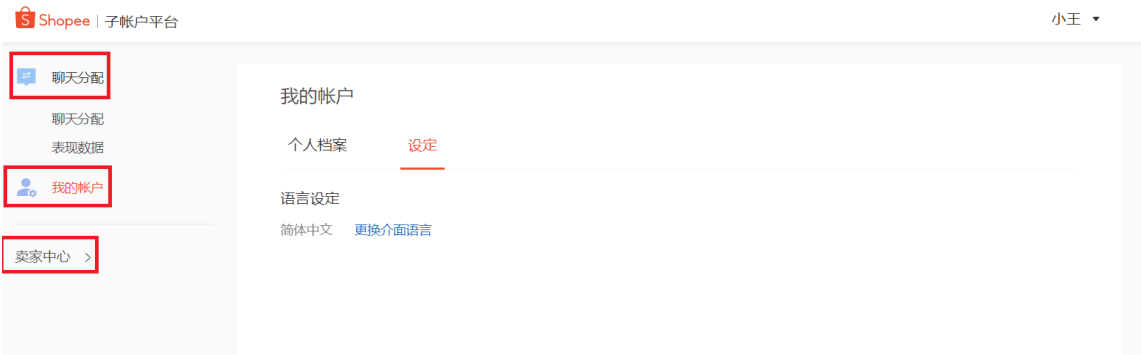 Shopee | 子帐户平台
小王
聊天分配
聊天分配
表现数据
我的帐户
卖家中心 >
我的帐户
个人档案 设定
语言设定
简体中文 更换介面语言